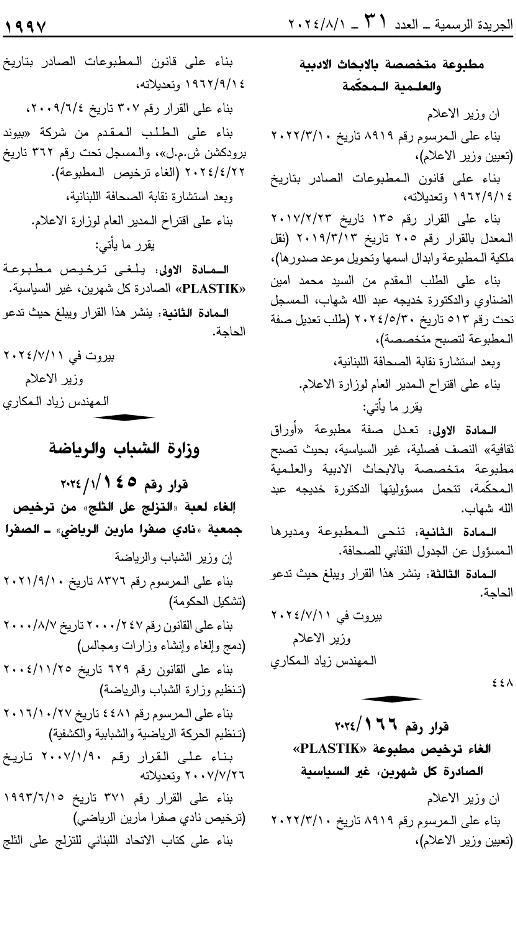 الجريدة الرسمية ــ العدد ٣١ ــ ٢٠٢٤/٨/١
١٩٩٧
مطبوعة متخصصة بالابحاث الادبية
والعلمية المحكّمة
ان وزير الاعلام
بناء على المرسوم رقم ٨٩١٩ تاريخ ٢٠٢٢/٣/١٠
(تعيين وزير الاعلام)،
بناء على قانون المطبوعات الصادر بتاريخ
١٩٦٢/٩/١٤ وتعديلاته،
بناء على القرار رقم ١٣٥ تاريخ ٢٠١٧/٢/٢٣
المعدل بالقرار رقم ٢٠٥ تاريخ ٢٠١٩/٣/١٣ (نقل
ملكية المطبوعة وابدال اسمها وتحويل موعد صدورها)،
بناء على الطلب المقدم من السيد محمد امين
الضناوي والدكتورة خديجه عبد الله شهاب، المسجل
تحت رقم ٥١٣ تاريخ ٢٠٢٤/٥/٣٠ (طلب تعديل صفة
المطبوعة لتصبح متخصصة)،
وبعد استشارة نقابة الصحافة اللبنانية،
بناء على اقتراح المدير العام لوزارة الاعلام.
يقرر ما يأتي:
المادة الاولى: تعدل صفة مطبوعة «أوراق
ثقافية» النصف فصلية، غير السياسية، بحيث تصبح
مطبوعة متخصصة بالابحاث الادبية والعلمية
المحكّمة، تتحمل مسؤوليتها الدكتورة خديجه عبد
الله شهاب.
المادة الثانية: تنحى المطبوعة ومديرها
المسؤول عن الجدول النقابي للصحافة.
المادة الثالثة: ينشر هذا القرار ويبلغ حيث تدعو
الحاجة.
بيروت في ٢٠٢٤/٧/١١
وزير الاعلام
المهندس زياد المكاري
٤٤٨
قرار رقم ٢٠٢٤/١٦٦
الغاء ترخيص مطبوعة «PLASTIK»
الصادرة كل شهرين، غير السياسية
ان وزير الاعلام
بناء على المرسوم رقم ٨٩١٩ تاريخ ٢٠٢٢/٣/١٠
(تعيين وزير الاعلام)،
بناء على قانون المطبوعات الصادر بتاريخ
١٩٦٢/٩/١٤ وتعديلاته،
بناء على القرار رقم ٣٠٧ تاريخ ٢٠٠٩/٦/٤،
بناء على الطلب المقدم من شركة «بيوند
برودكشن ش.م.ل»، والمسجل تحت رقم ٣٦٢ تاريخ
٢٠٢٤/٤/٢٢ (الغاء ترخيص المطبوعة).
وبعد استشارة نقابة الصحافة اللبنانية،
بناء على اقتراح المدير العام لوزارة الاعلام.
يقرر ما يأتي:
المادة الاولى: يلغى ترخيص مطبوعة
«PLASTIK» الصادرة كل شهرين، غير السياسية.
المادة الثانية: ينشر هذا القرار ويبلغ حيث تدعو
الحاجة.
بيروت في ٢٠٢٤/٧/١١
وزير الاعلام
المهندس زياد المكاري
وزارة الشباب والرياضة
قرار رقم ٢٠٢٤/١/١٤٥
إلغاء لعبة «التزلج على الثلج» من ترخيص
جمعية «نادي صفرا مارين الرياضي» ــ الصفرا
إن وزير الشباب والرياضة
بناء على المرسوم رقم ٨٣٧٦ تاريخ ٢٠٢١/٩/١٠
(تشكيل الحكومة)
بناء على القانون رقم ٢٠٠٠/٢٤٧ تاريخ ٢٠٠٠/٨/٧
(دمج وإلغاء وإنشاء وزارات ومجالس)
بناء على القانون رقم ٦٢٩ تاريخ ٢٠٠٤/١١/٢٥
(تنظيم وزارة الشباب والرياضة)
بناء على المرسوم رقم ٤٤٨١ تاريخ ٢٠١٦/١٠/٢٧
(تنظيم الحركة الرياضية والشبابية والكشفية)
بناء على القرار رقم ٢٠٠٧/١/٩٠ تاريخ
٢٠٠٧/٧/٢٦ وتعديلاته
بناء على القرار رقم ٣٧١ تاريخ ١٩٩٣/٦/١٥
(ترخيص نادي صفرا مارين الرياضي)
بناء على كتاب الاتحاد اللبناني للتزلج على الثلج